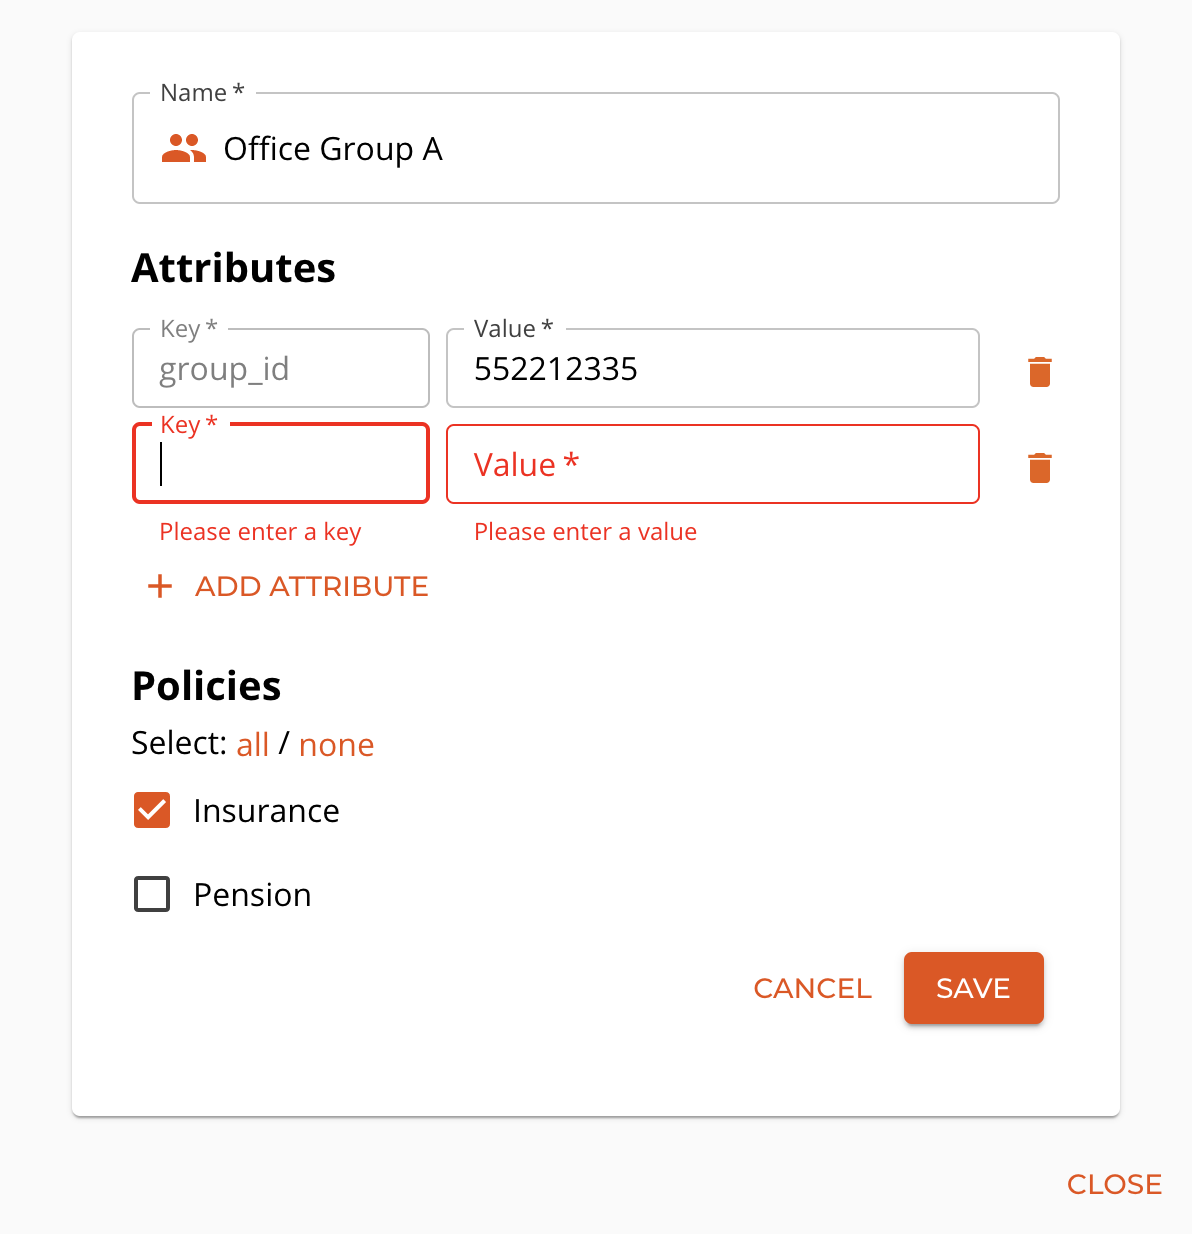 Name *
Office Group A
Attributes
Key * Value *
group_id 552212335
Key *
Value *
Please enter a key Please enter a value
+ ADD ATTRIBUTE
Policies
Select: all / none
Insurance
Pension
CANCEL SAVE
CLOSE